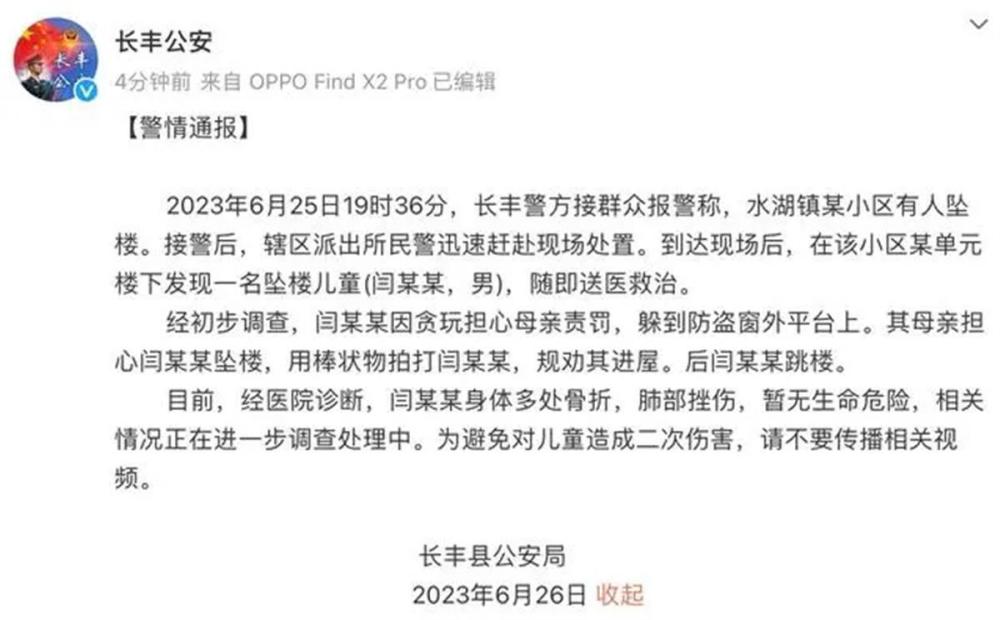 长丰公安
4分钟前 来自 OPPO Find X2 Pro 已编辑
【警情通报】
2023年6月25日19时36分，长丰警方接群众报警称，水湖镇某小区有人坠
楼。接警后，辖区派出所民警迅速赶赴现场处置。到达现场后，在该小区某单元
楼下发现一名坠楼儿童(闫某某，男)，随即送医救治。
经初步调查，闫某某因贪玩担心母亲责罚，躲到防盗窗外平台上。其母亲担
心闫某某坠楼，用棒状物拍打闫某某，规劝其进屋。后闫某某跳楼。
目前，经医院诊断，闫某某身体多处骨折，肺部挫伤，暂无生命危险，相关
情况正在进一步调查处理中。为避免对儿童造成二次伤害，请不要传播相关视
频。
长丰县公安局
2023年6月26日 收起